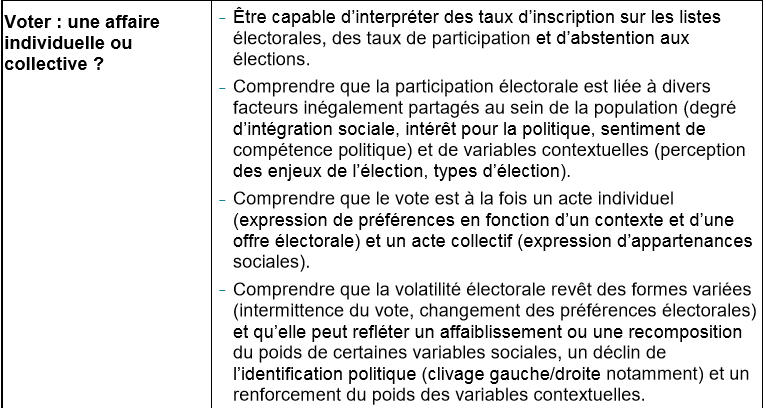 Voter : une affaire
individuelle ou
collective ?
– Être capable d’interpréter des taux d’inscription sur les listes
électorales, des taux de participation et d’abstention aux
élections.
– Comprendre que la participation électorale est liée à divers
facteurs inégalement partagés au sein de la population (degré
d’intégration sociale, intérêt pour la politique, sentiment de
compétence politique) et de variables contextuelles (perception
des enjeux de l’élection, types d’élection).
– Comprendre que le vote est à la fois un acte individuel
(expression de préférences en fonction d’un contexte et d’une
offre électorale) et un acte collectif (expression d’appartenances
sociales).
– Comprendre que la volatilité électorale revêt des formes variées
(intermittence du vote, changement des préférences électorales)
et qu’elle peut refléter un affaiblissement ou une recomposition
du poids de certaines variables sociales, un déclin de
l’identification politique (clivage gauche/droite notamment) et un
renforcement du poids des variables contextuelles.